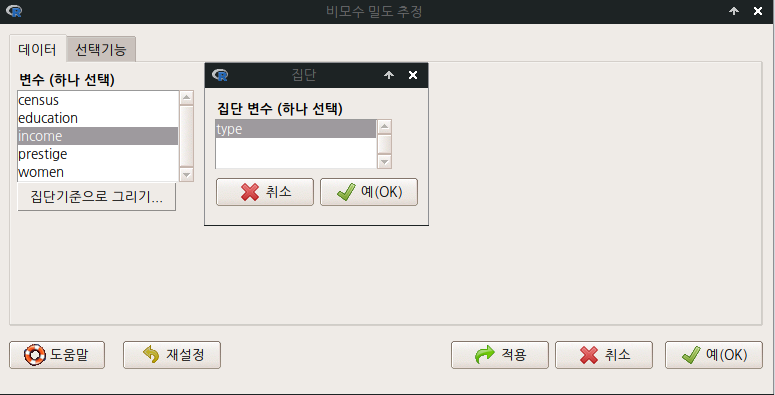 비모수 밀도 추정
데이터
선택기능
변수 (하나 선택)
census
education
income
prestige
women
집단기준으로 그리기...
집단
집단 변수 (하나 선택)
type
취소
예(OK)
도움말
재설정
적용
취소
예(OK)